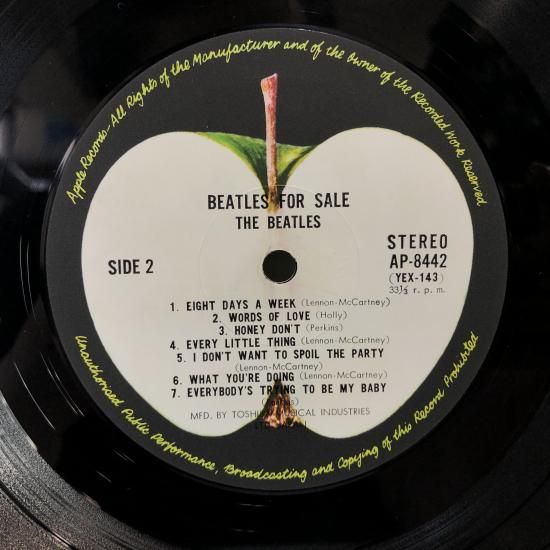 Apple Records—All Rights of the Manufacturer and of the Owner of the Recorded Work Reserved
BEATLES FOR SALE
THE BEATLES
SIDE 2
STEREO
AP-8442
(YEX-143)
33⅓ r. p. m.
1. EIGHT DAYS A WEEK (Lennon-McCartney)
2. WORDS OF LOVE (Holly)
3. HONEY DON'T (Perkins)
4. EVERY LITTLE THING (Lennon-McCartney)
5. I DON'T WANT TO SPOIL THE PARTY
(Lennon-McCartney)
6. WHAT YOU'RE DOING (Lennon-McCartney)
7. EVERYBODY'S TRYING TO BE MY BABY
(Perkins)
MFD. BY TOSHIBA MUSICAL INDUSTRIES
LTD. JAPAN
Unauthorised Public Performance, Broadcasting and Copying of this Record Prohibited